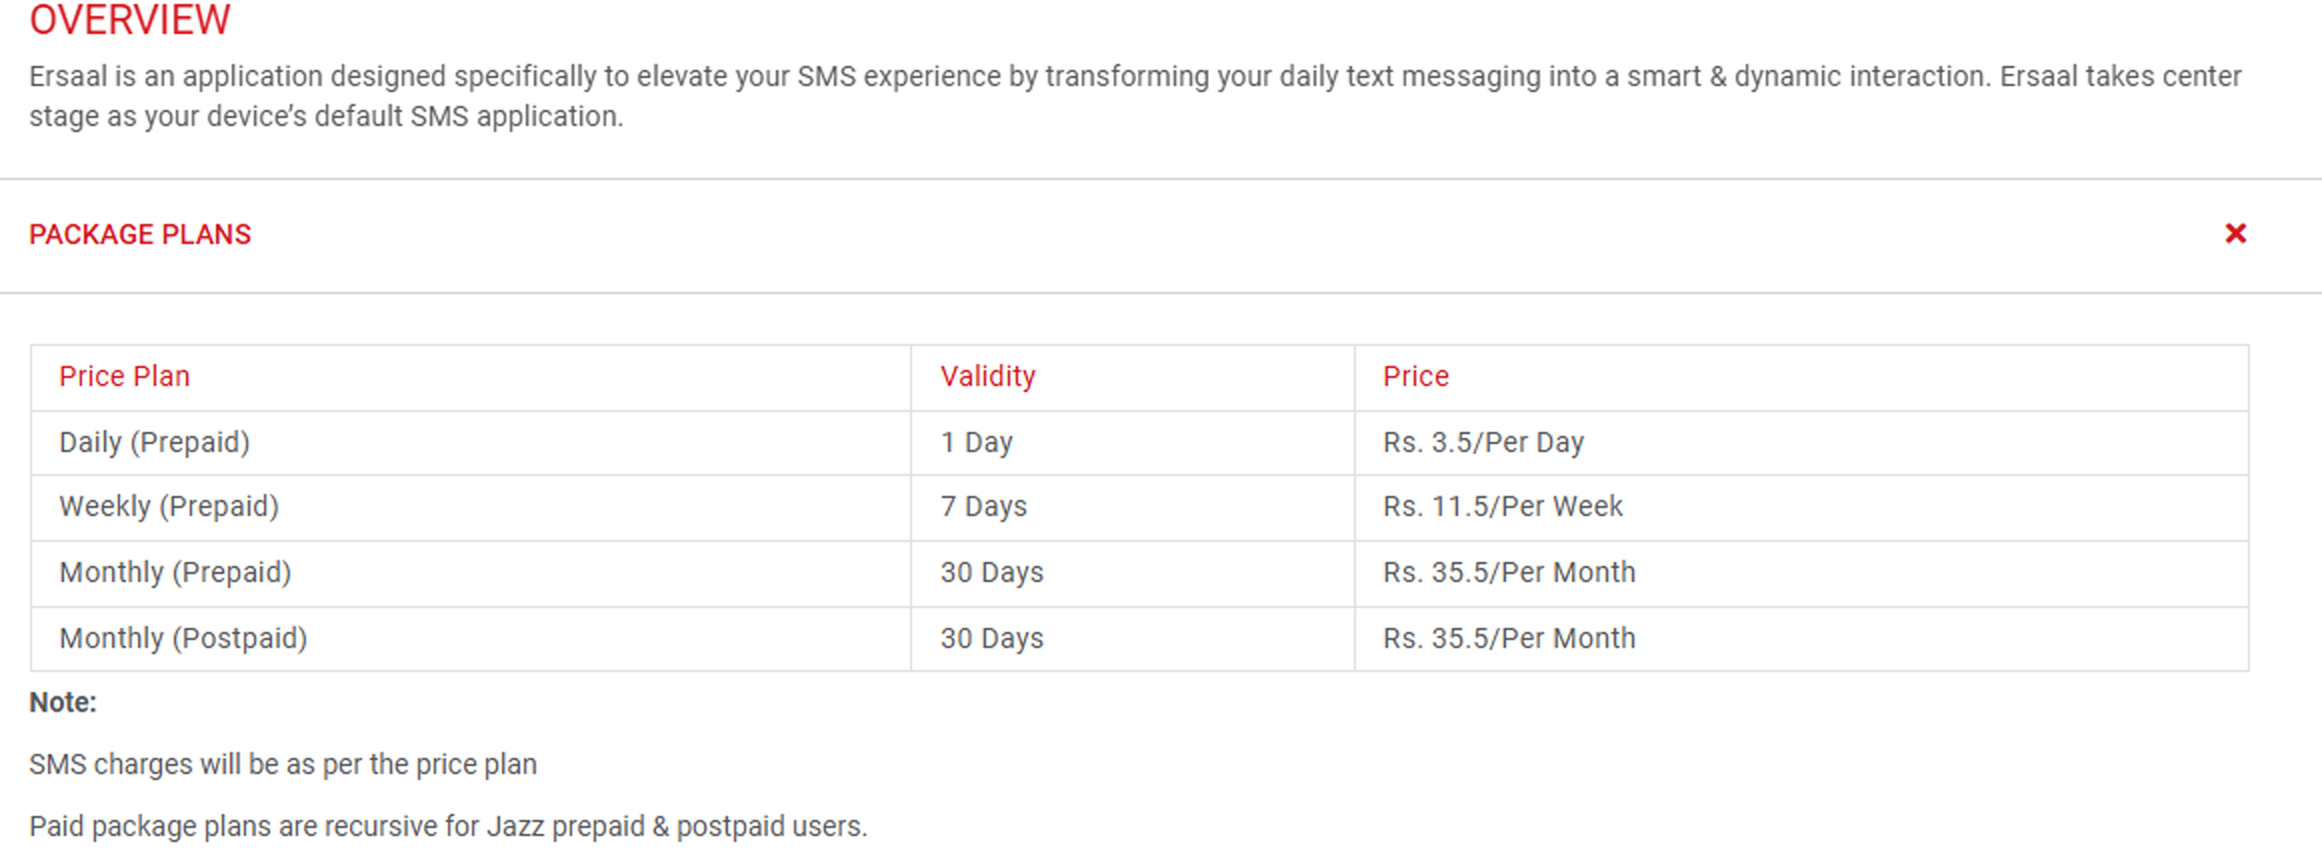 OVERVIEW
Ersaal is an application designed specifically to elevate your SMS experience by transforming your daily text messaging into a smart & dynamic interaction. Ersaal takes center
stage as your device’s default SMS application.
PACKAGE PLANS
Price Plan Validity Price
Daily (Prepaid) 1 Day Rs. 3.5/Per Day
Weekly (Prepaid) 7 Days Rs. 11.5/Per Week
Monthly (Prepaid) 30 Days Rs. 35.5/Per Month
Monthly (Postpaid) 30 Days Rs. 35.5/Per Month
Note:
SMS charges will be as per the price plan
Paid package plans are recursive for Jazz prepaid & postpaid users.